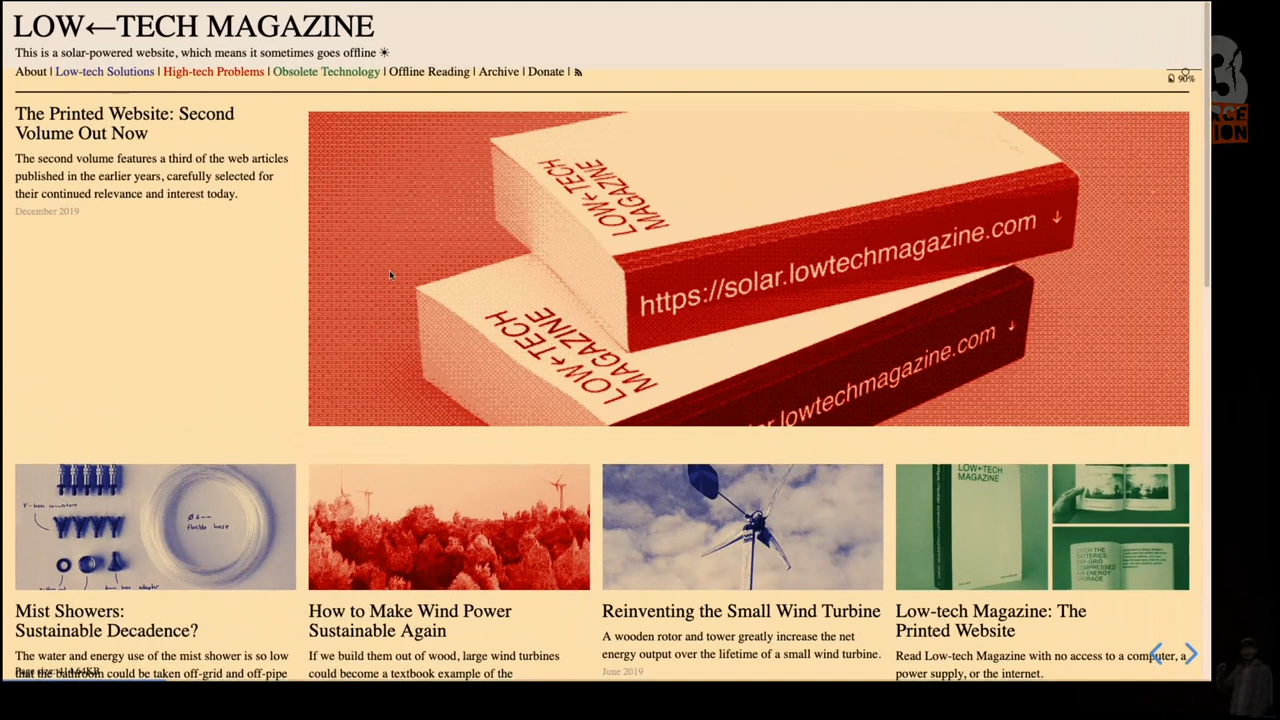 LOW←TECH MAGAZINE
This is a solar-powered website, which means it sometimes goes offline ☀
About | Low-tech Solutions | High-tech Problems | Obsolete Technology | Offline Reading | Archive | Donate |
90%
The Printed Website: Second
Volume Out Now
The second volume features a third of the web articles
published in the earlier years, carefully selected for
their continued relevance and interest today.
December 2019
LOW←TECH
MAGAZINE
https://solar.lowtechmagazine.com ↓
LOW←TECH
MAGAZINE
lowtechmagazine.com ↓
flexible hose
LOW←TECH
MAGAZINE
Mist Showers:
Sustainable Decadence?
The water and energy use of the mist shower is so low
that the bathroom could be taken off-grid and off-pipe
Page size:
How to Make Wind Power
Sustainable Again
If we build them out of wood, large wind turbines
could become a textbook example of the
Reinventing the Small Wind Turbine
A wooden rotor and tower greatly increase the net
energy output over the lifetime of a small wind turbine.
June 2019
Low-tech Magazine: The
Printed Website
Read Low-tech Magazine with no access to a computer, a
power supply, or the internet.